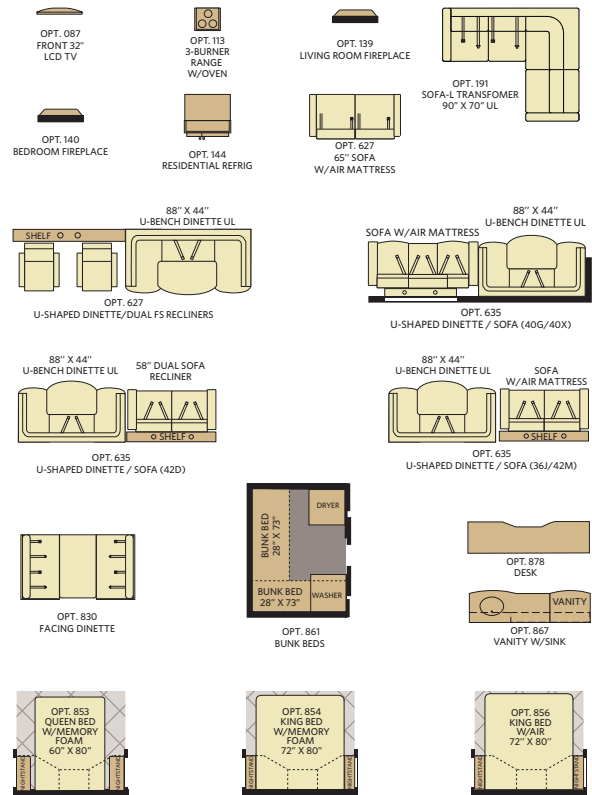 OPT. 087
FRONT 32"
LCD TV
OPT. 113
3-BURNER
RANGE
W/OVEN
OPT. 139
LIVING ROOM FIREPLACE
OPT. 191
SOFA-L TRANSFOMER
90" X 70" UL
OPT. 140
BEDROOM FIREPLACE
OPT. 144
RESIDENTIAL REFRIG
OPT. 627
65" SOFA
W/AIR MATTRESS
88" X 44"
U-BENCH DINETTE UL
SHELF
OPT. 627
U-SHAPED DINETTE/DUAL FS RECLINERS
88" X 44"
U-BENCH DINETTE UL
SOFA W/AIR MATTRESS
OPT. 635
U-SHAPED DINETTE / SOFA (40G/40X)
88" X 44"
U-BENCH DINETTE UL
58" DUAL SOFA
RECLINER
SHELF
OPT. 635
U-SHAPED DINETTE / SOFA (42D)
88" X 44"
U-BENCH DINETTE UL
SOFA
W/AIR MATTRESS
SHELF
OPT. 635
U-SHAPED DINETTE / SOFA (36J/42M)
OPT. 830
FACING DINETTE
BUNK BED
28" X 73"
DRYER
BUNK BED
28" X 73"
WASHER
OPT. 861
BUNK BEDS
OPT. 878
DESK
VANITY
OPT. 867
VANITY W/SINK
OPT. 853
QUEEN BED
W/MEMORY
FOAM
60" X 80"
NIGHTSTAND
NIGHTSTAND
OPT. 854
KING BED
W/MEMORY
FOAM
72" X 80"
NIGHTSTAND
NIGHTSTAND
OPT. 856
KING BED
W/AIR
72" X 80"
NIGHTSTAND
NIGHTSTAND